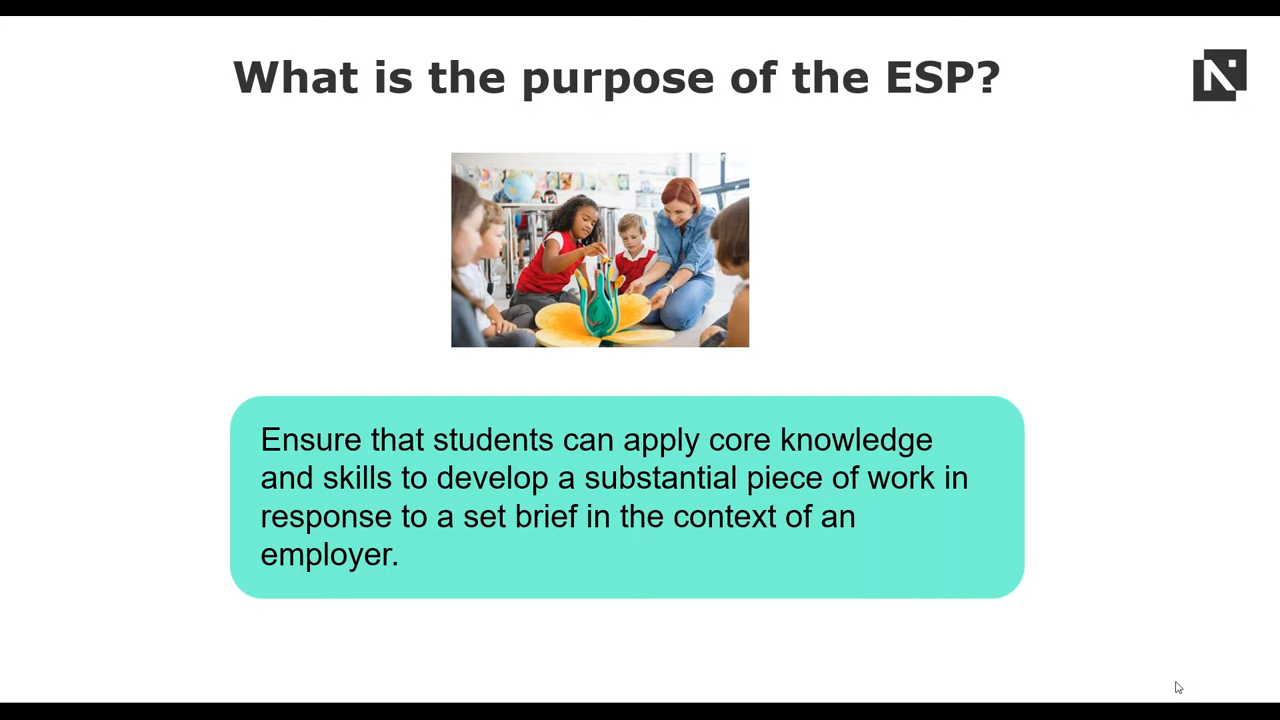 What is the purpose of the ESP?
N
Ensure that students can apply core knowledge
and skills to develop a substantial piece of work in
response to a set brief in the context of an
employer.